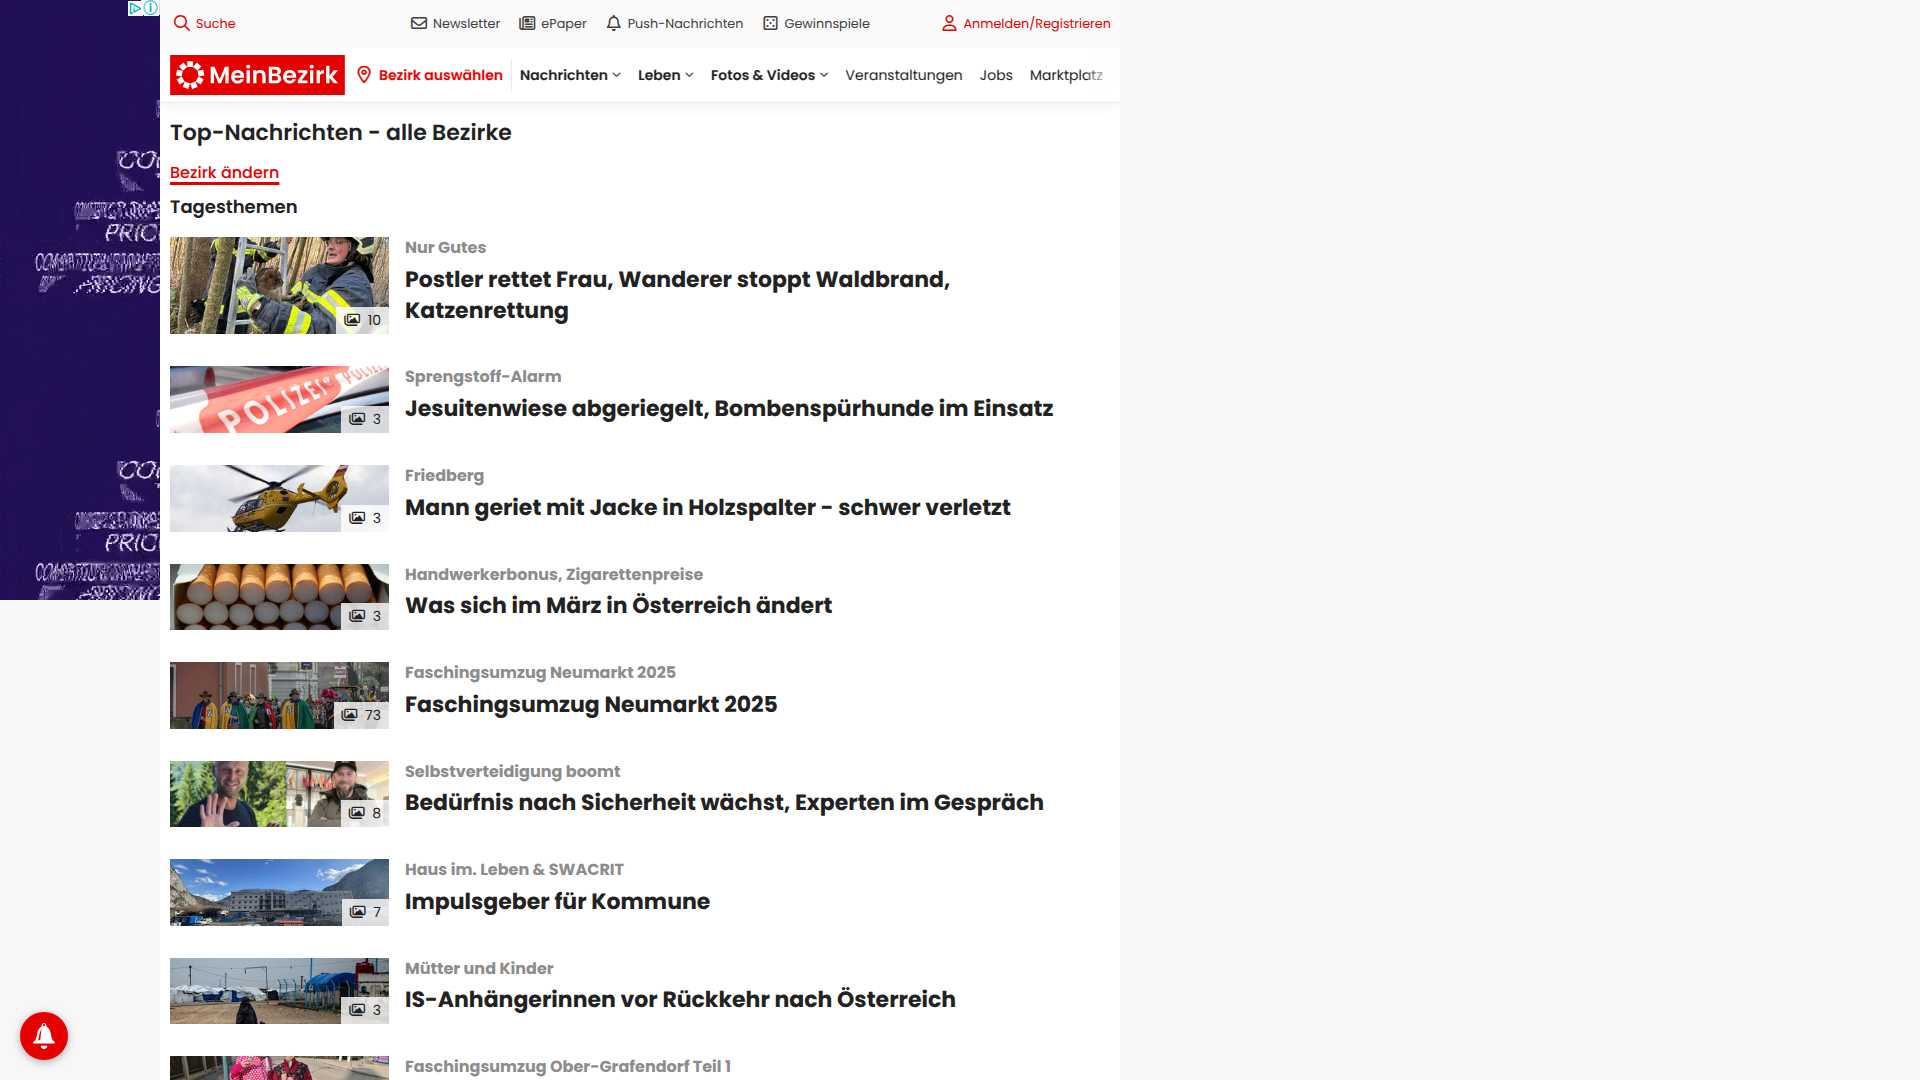 Suche
Newsletter
ePaper
Push-Nachrichten
Gewinnspiele
Anmelden/Registrieren
MeinBezirk
Bezirk auswählen
Nachrichten
Leben
Fotos & Videos
Veranstaltungen
Jobs
Marktplatz
Top-Nachrichten - alle Bezirke
Bezirk ändern
Tagesthemen
10
Nur Gutes
Postler rettet Frau, Wanderer stoppt Waldbrand,
Katzenrettung
POLIZEI
3
Sprengstoff-Alarm
Jesuitenwiese abgeriegelt, Bombenspürhunde im Einsatz
3
Friedberg
Mann geriet mit Jacke in Holzspalter - schwer verletzt
3
Handwerkerbonus, Zigarettenpreise
Was sich im März in Österreich ändert
73
Faschingsumzug Neumarkt 2025
Faschingsumzug Neumarkt 2025
8
Selbstverteidigung boomt
Bedürfnis nach Sicherheit wächst, Experten im Gespräch
7
Haus im. Leben & SWACRIT
Impulsgeber für Kommune
3
Mütter und Kinder
IS-Anhängerinnen vor Rückkehr nach Österreich
Faschingsumzug Ober-Grafendorf Teil 1